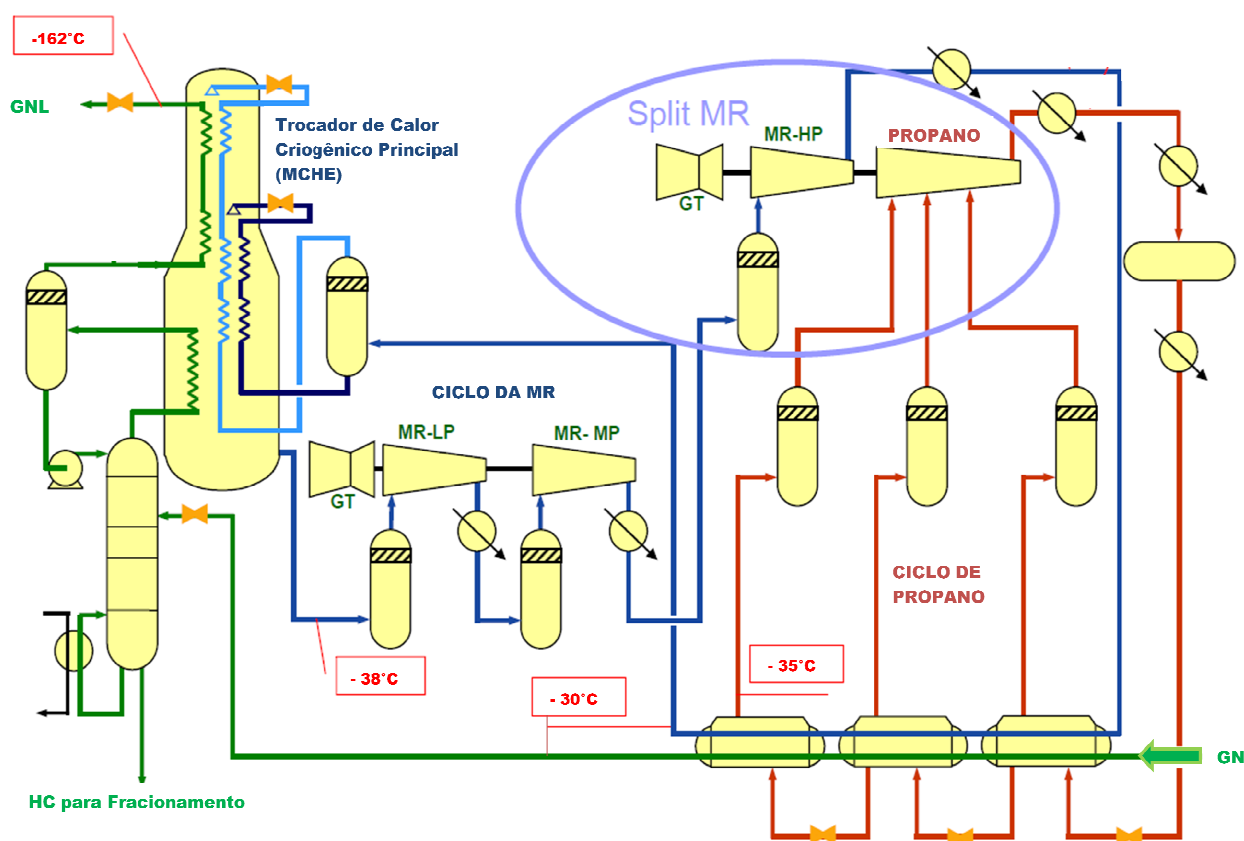 -162°C
GNL
Trocador de Calor
Criogênico Principal
(MCHE)
Split MR
MR-HP
PROPANO
GT
CICLO DA MR
MR-LP
MR- MP
GT
CICLO DE
PROPANO
- 38°C
- 30°C
- 35°C
GN
HC para Fracionamento